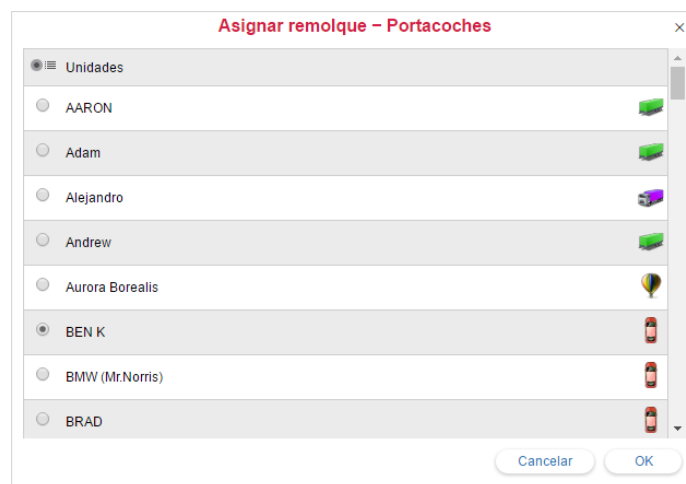 Asignar remolque – Portacoches
Unidades
AARON
Adam
Alejandro
Andrew
Aurora Borealis
BEN K
BMW (Mr.Norris)
BRAD
Cancelar OK